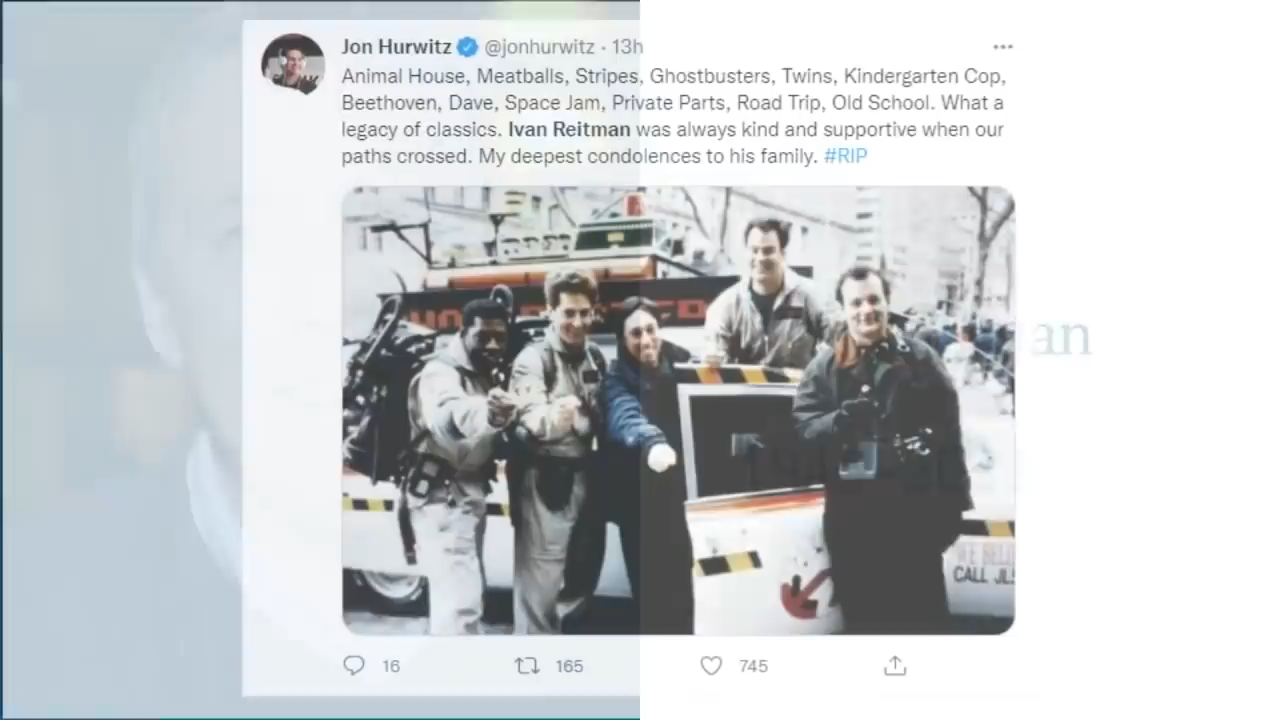 Jon Hurwitz @jonhurwitz · 13h
Animal House, Meatballs, Stripes, Ghostbusters, Twins, Kindergarten Cop,
Beethoven, Dave, Space Jam, Private Parts, Road Trip, Old School. What a
legacy of classics. Ivan Reitman was always kind and supportive when our
paths crossed. My deepest condolences to his family. #RIP
an
CALL
16 165 745